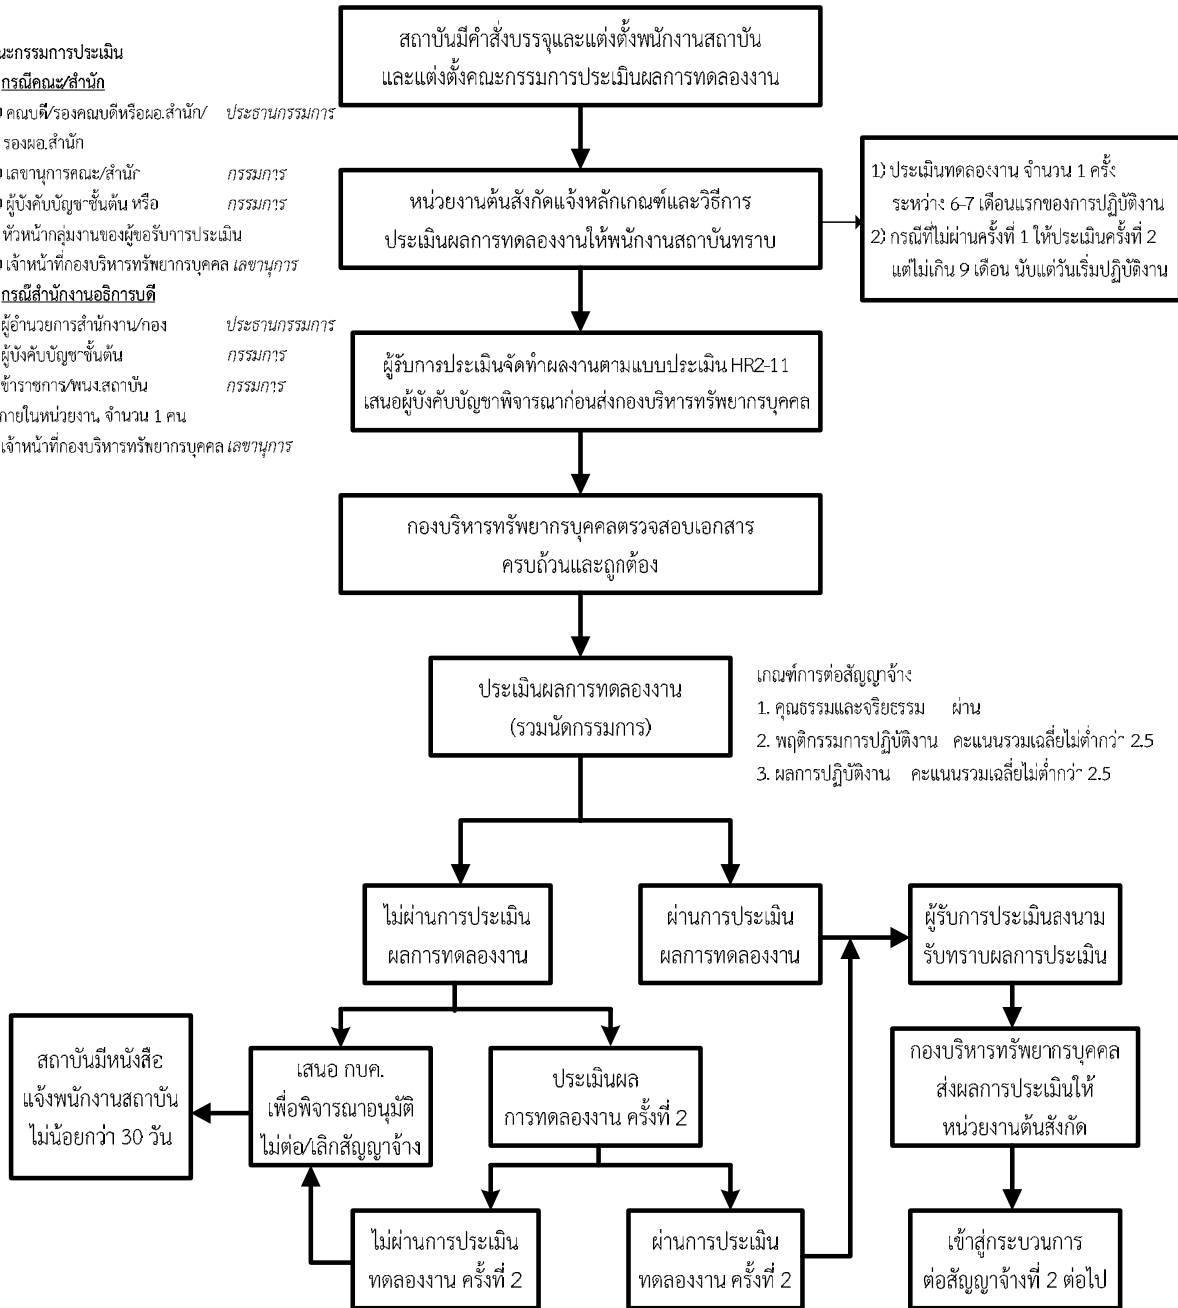 สถาบันมีคำสั่งบรรจุและแต่งตั้งพนักงานสถาบัน
และแต่งตั้งคณะกรรมการประเมินผลการทดลองงาน
กรณีคณะ/สำนัก
คณบดี/รองคณบดีหรือผอ.สำนัก/ ประธานกรรมการ
รองผอ.สำนัก
เลขานุการคณะ/สำนัก กรรมการ
ผู้บังคับบัญชาชั้นต้น หรือ กรรมการ
หัวหน้ากลุ่มงานของผู้ขอรับการประเมิน
เจ้าหน้าที่กองบริหารทรัพยากรบุคคล เลขานุการ
กรณีสำนักงานอธิการบดี
ผู้อำนวยการสำนักงาน/กอง ประธานกรรมการ
ผู้บังคับบัญชาชั้นต้น กรรมการ
ข้าราชการ/พนง.สถาบัน กรรมการ
ภายในหน่วยงาน จำนวน 1 คน
เจ้าหน้าที่กองบริหารทรัพยากรบุคคล เลขานุการ
หน่วยงานต้นสังกัดแจ้งหลักเกณฑ์และวิธีการ
ประเมินผลการทดลองงานให้พนักงานสถาบันทราบ
1) ประเมินทดลองงาน จำนวน 1 ครั้ง
ระหว่าง 6-7 เดือนแรกของการปฏิบัติงาน
2) กรณีที่ไม่ผ่านครั้งที่ 1 ให้ประเมินครั้งที่ 2
แต่ไม่เกิน 9 เดือน นับแต่วันเริ่มปฏิบัติงาน
ผู้รับการประเมินจัดทำผลงานตามแบบประเมิน HR2-11
เสนอผู้บังคับบัญชาพิจารณาก่อนส่งกองบริหารทรัพยากรบุคคล
กองบริหารทรัพยากรบุคคลตรวจสอบเอกสาร
ครบถ้วนและถูกต้อง
ประเมินผลการทดลองงาน
(รวมนัดกรรมการ)
เกณฑ์การต่อสัญญาจ้าง
1. คุณธรรมและจริยธรรม ผ่าน
2. พฤติกรรมการปฏิบัติงาน คะแนนรวมเฉลี่ยไม่ต่ำกว่า 2.5
3. ผลการปฏิบัติงาน คะแนนรวมเฉลี่ยไม่ต่ำกว่า 2.5
ไม่ผ่านการประเมิน
ผลการทดลองงาน
ผ่านการประเมิน
ผลการทดลองงาน
ผู้รับการประเมินลงนาม
รับทราบผลการประเมิน
สถาบันมีหนังสือ
แจ้งพนักงานสถาบัน
ไม่น้อยกว่า 30 วัน
เสนอ กบค.
เพื่อพิจารณาอนุมัติ
ไม่ต่อ/เลิกสัญญาจ้าง
ประเมินผล
การทดลองงาน ครั้งที่ 2
กองบริหารทรัพยากรบุคคล
ส่งผลการประเมินให้
หน่วยงานต้นสังกัด
ไม่ผ่านการประเมิน
ทดลองงาน ครั้งที่ 2
ผ่านการประเมิน
ทดลองงาน ครั้งที่ 2
เข้าสู่กระบวนการ
ต่อสัญญาจ้างที่ 2 ต่อไป